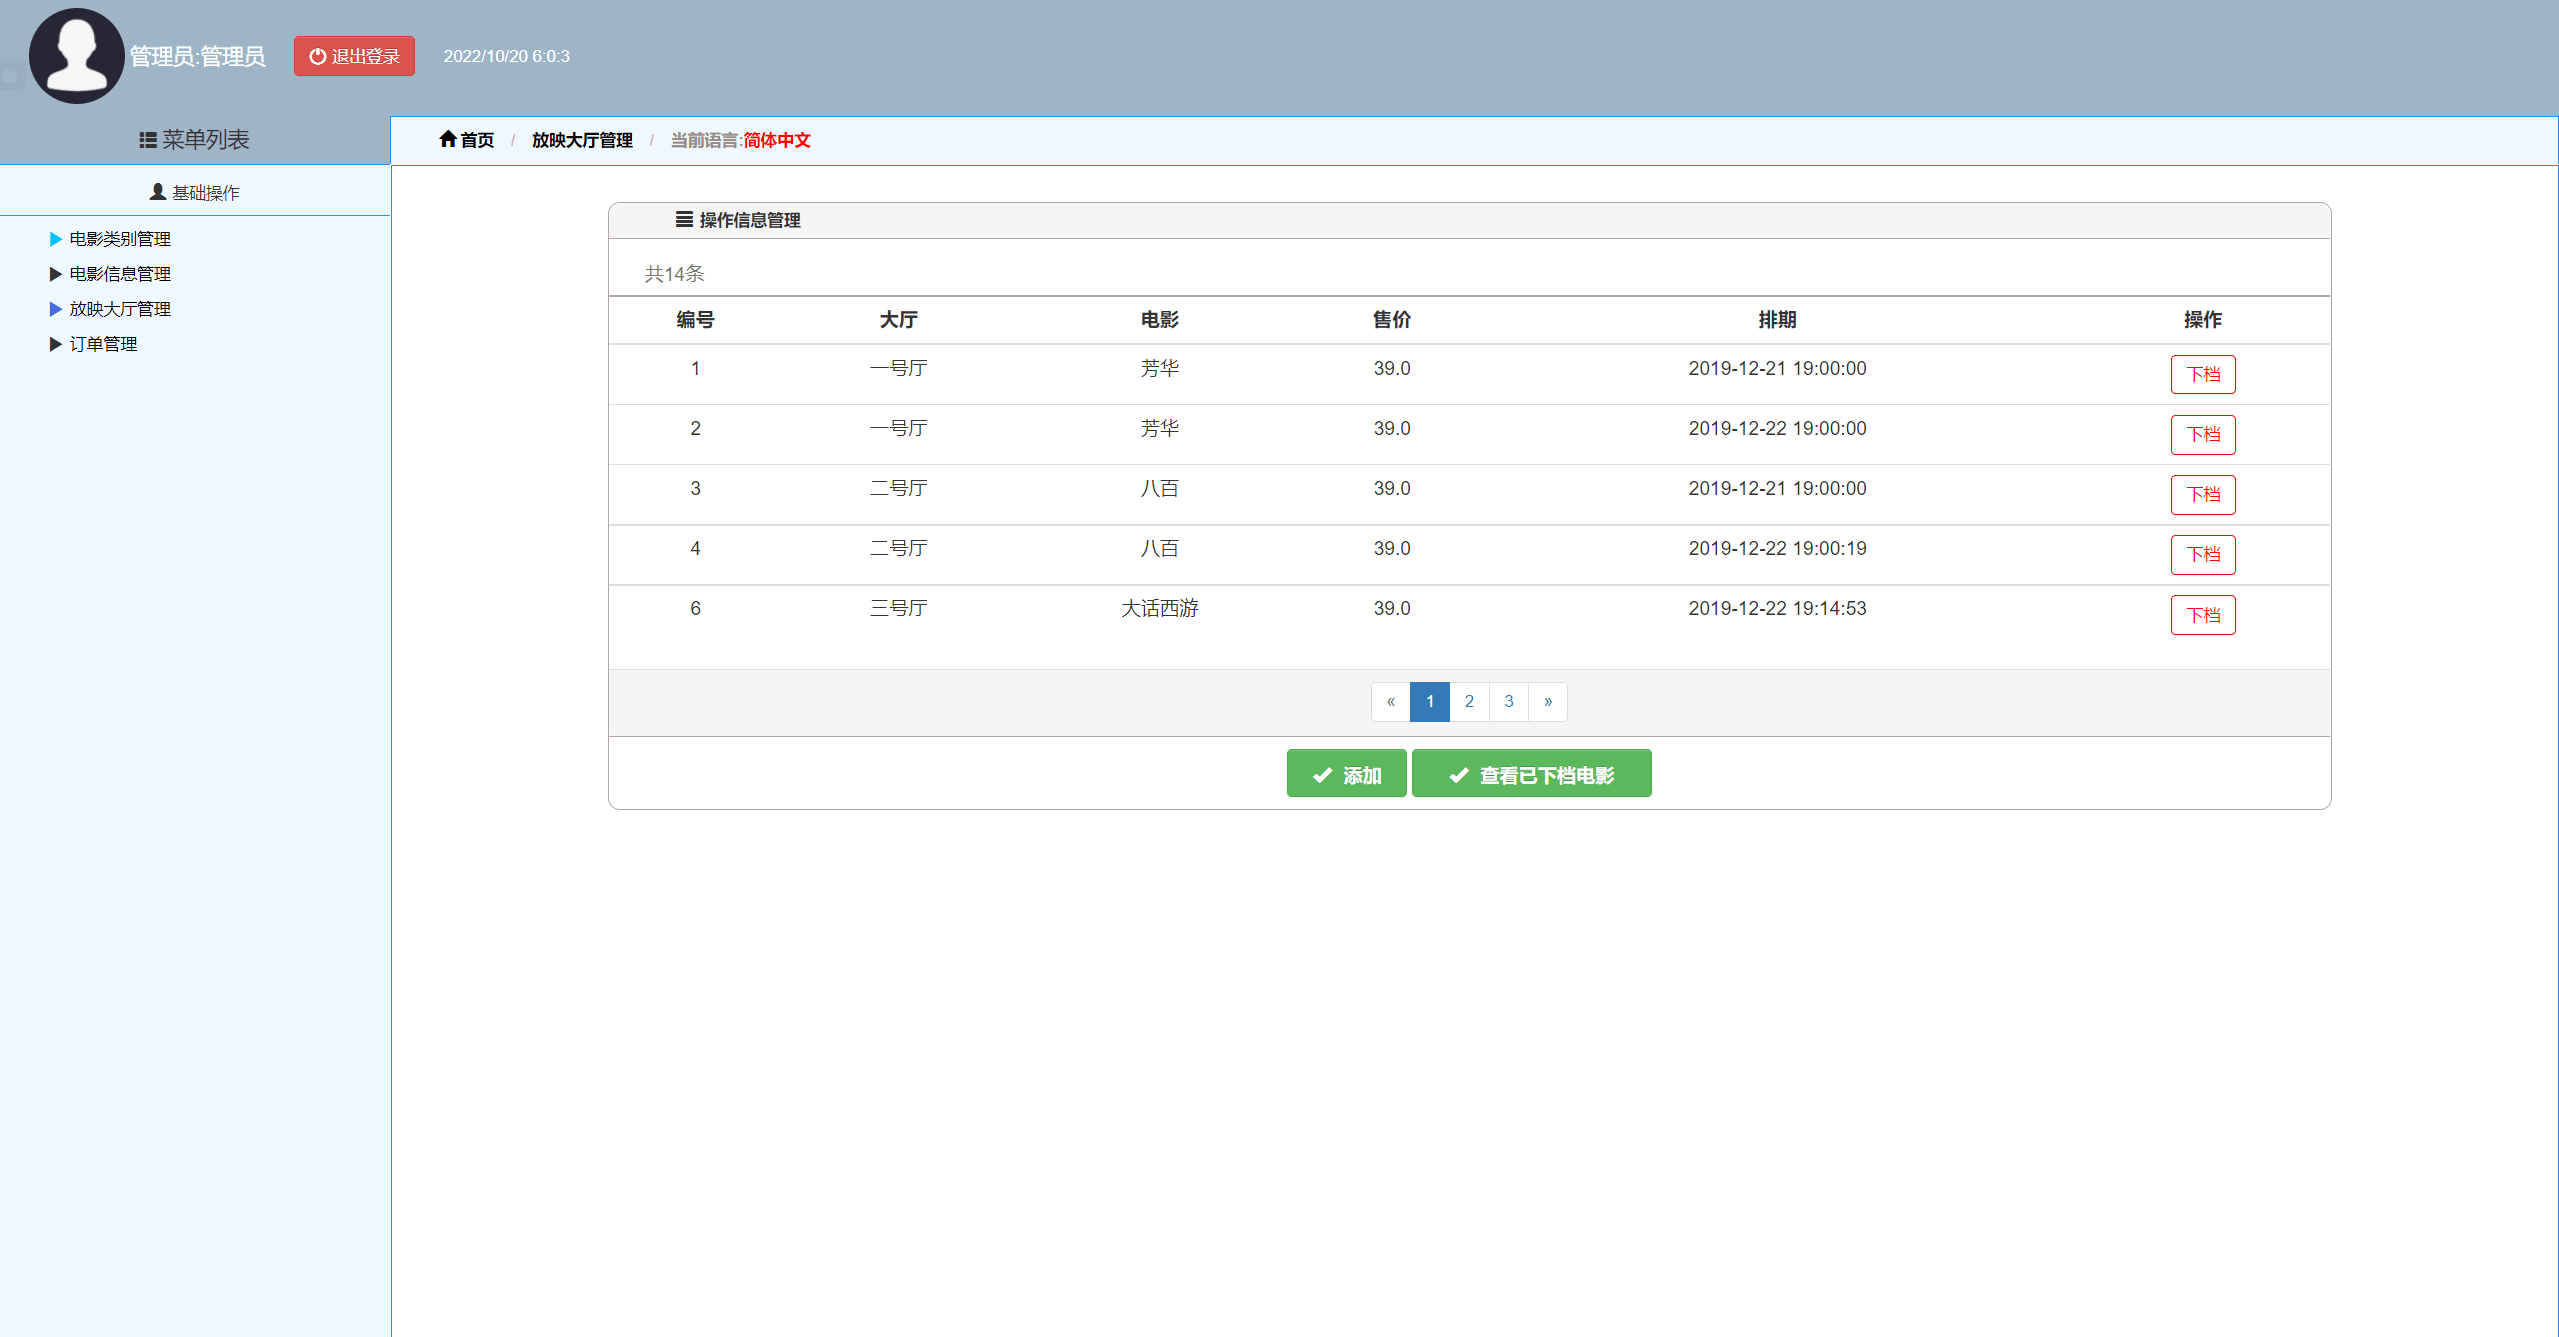 管理员:管理员 退出登录 2022/10/20 6:0:3
菜单列表
首页 / 放映大厅管理 / 当前语言:简体中文
基础操作
电影类别管理
电影信息管理
放映大厅管理
订单管理
操作信息管理
共14条
编号 大厅 电影 售价 排期 操作
1 一号厅 芳华 39.0 2019-12-21 19:00:00 下档
2 一号厅 芳华 39.0 2019-12-22 19:00:00 下档
3 二号厅 八百 39.0 2019-12-21 19:00:00 下档
4 二号厅 八百 39.0 2019-12-22 19:00:19 下档
6 三号厅 大话西游 39.0 2019-12-22 19:14:53 下档
« 1 2 3 »
添加 查看已下档电影